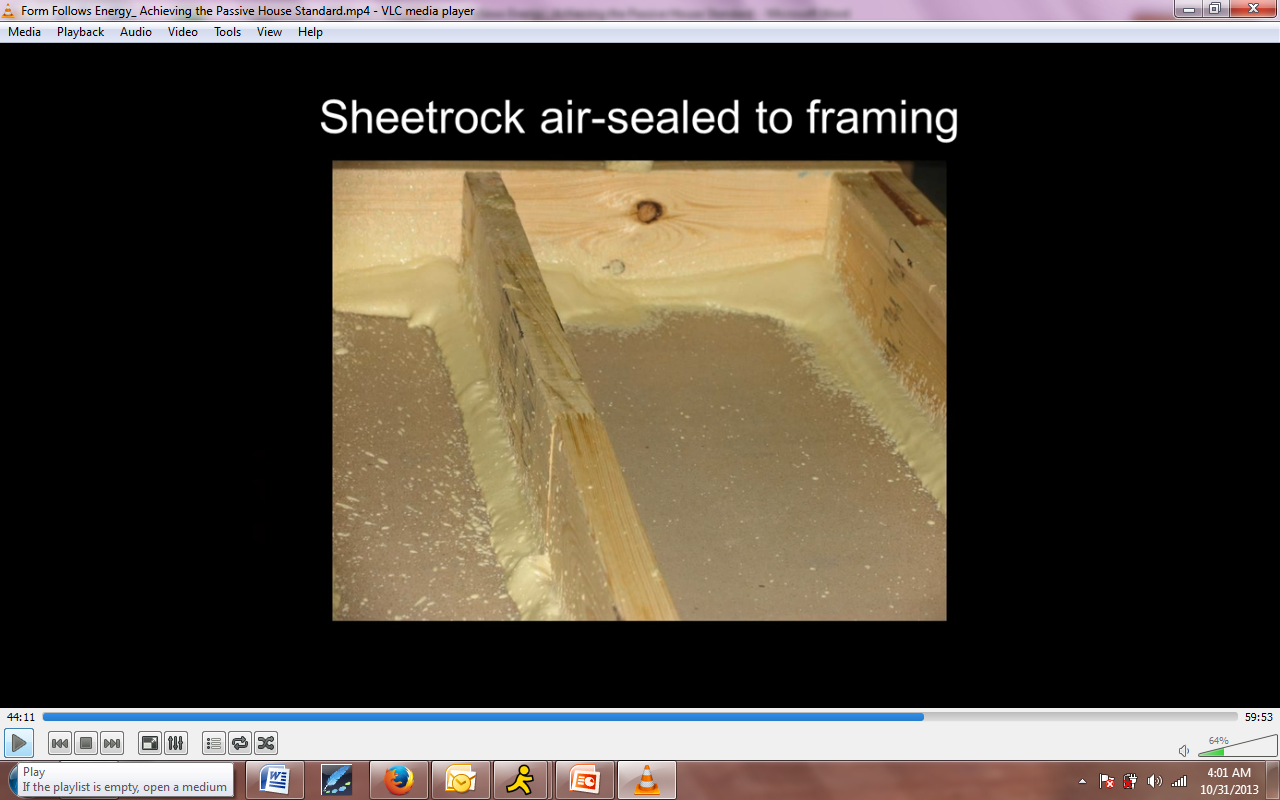 Form Follows Energy_ Achieving the Passive House Standard.mp4 - VLC media player
Media Playback Audio Video Tools View Help
Sheetrock air-sealed to framing
44:11
59:53
64%
Play
If the playlist is empty, open a medium
4:01 AM
10/31/2013